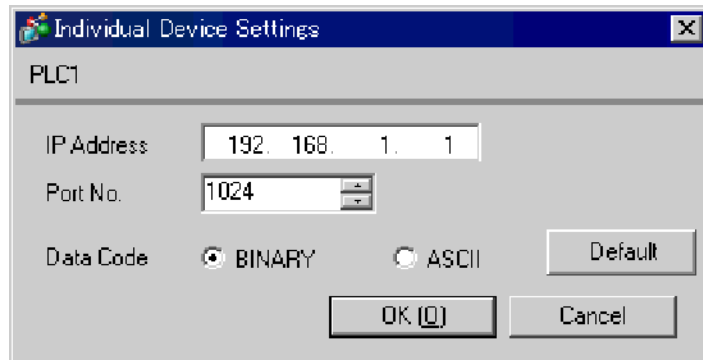 Individual Device Settings
PLC1
IP Address 192. 168. 1. 1
Port No. 1024
Data Code BINARY ASCII Default
OK (O) Cancel